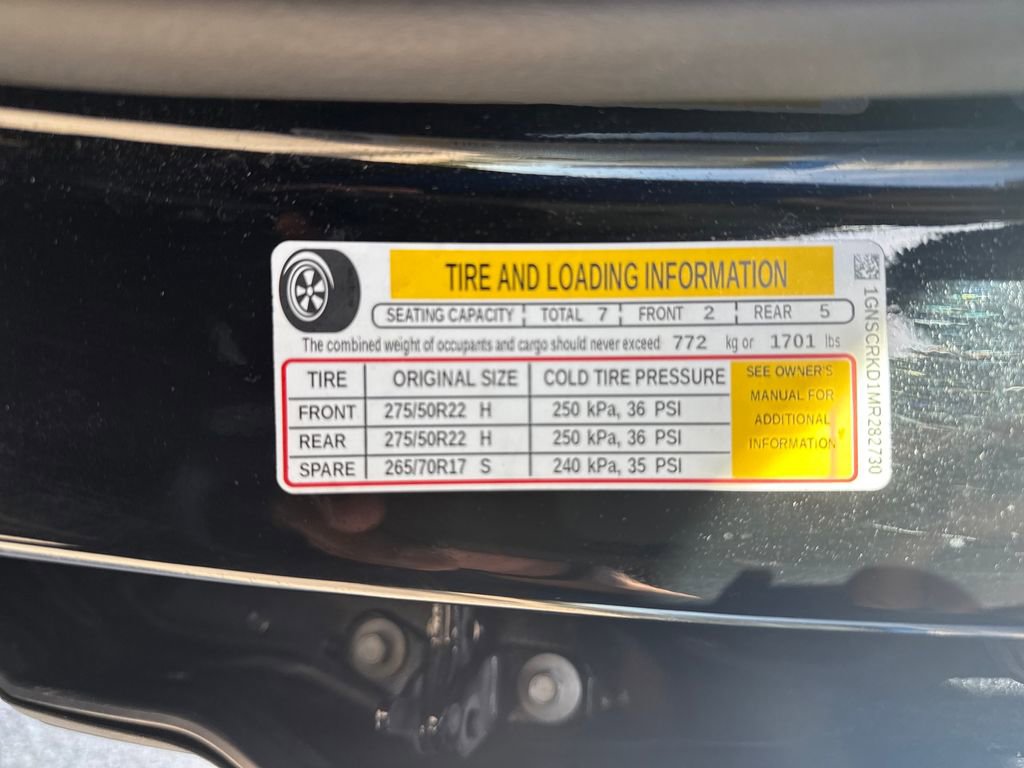 TIRE AND LOADING INFORMATION
SEATING CAPACITY TOTAL 7 FRONT 2 REAR 5
The combined weight of occupants and cargo should never exceed 772 kg or 1701 lbs
TIRE ORIGINAL SIZE COLD TIRE PRESSURE
FRONT 275/50R22 H 250 kPa, 36 PSI
REAR 275/50R22 H 250 kPa, 36 PSI
SPARE 265/70R17 S 240 kPa, 35 PSI
SEE OWNER'S
MANUAL FOR
ADDITIONAL
INFORMATION
1GNSCRKD1MR282730